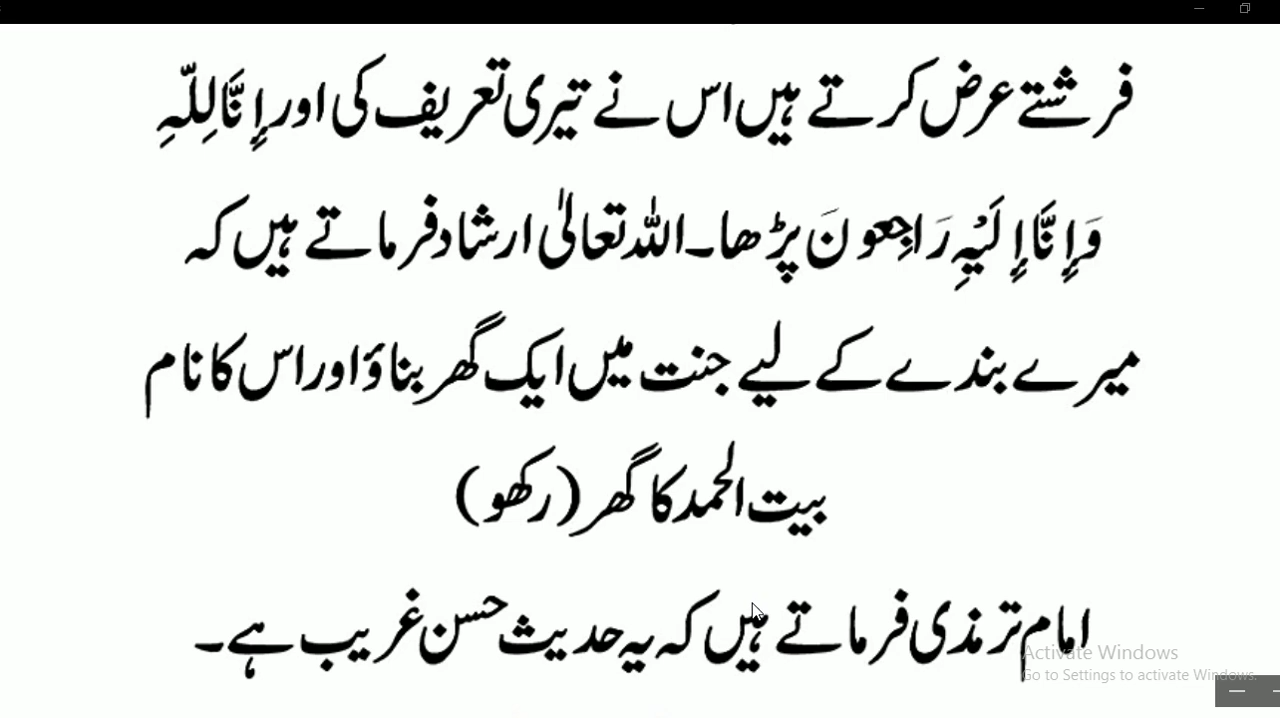 فرشتے عرض کرتے ہیں اس نے تیری تعریف کی اور إِنَّا لِلّٰہِ
وَإِنَّا إِلَیْہِ رَاجِعونَ پڑھا۔ اللہ تعالیٰ ارشاد فرماتے ہیں کہ
میرے بندے کے لیے جنت میں ایک گھر بناؤ اور اس کا نام
بیت الحمد کا گھر (رکھو)
امام ترمذی فرماتے ہیں کہ یہ حدیث حسن غریب ہے۔
Activate Windows
Go to Settings to activate Windows.